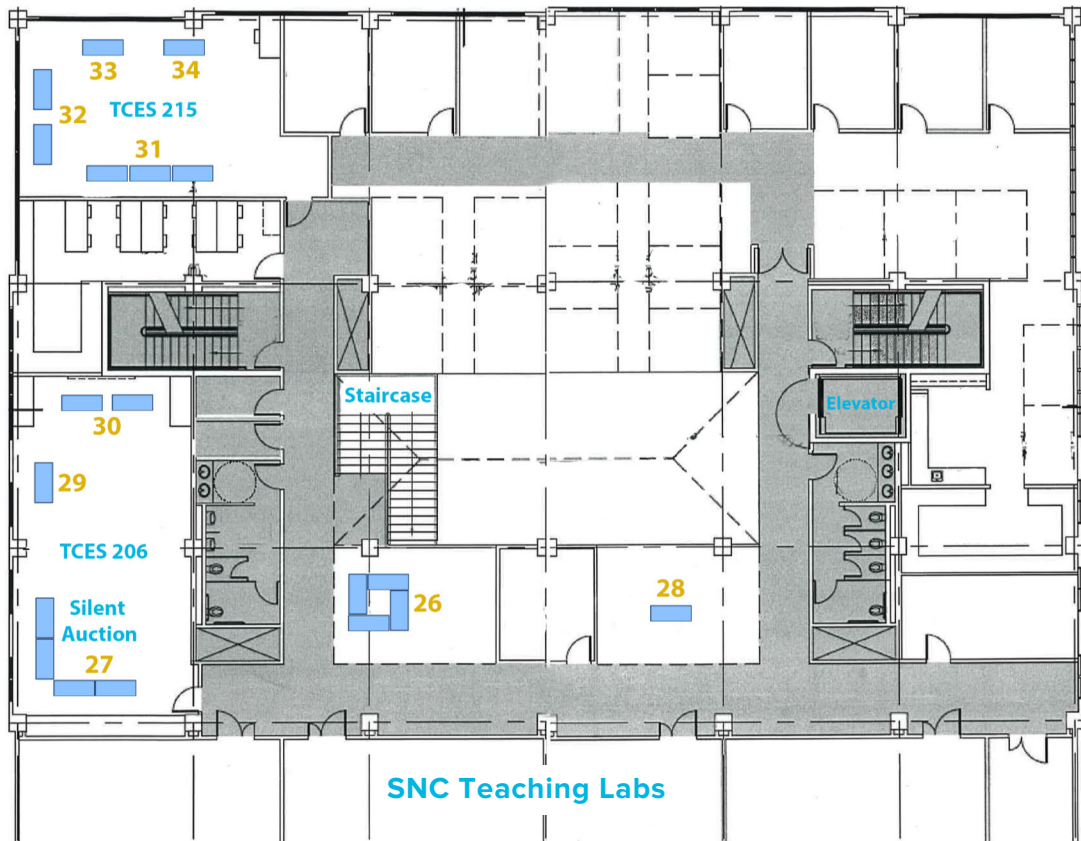 33
34
32
TCES 215
31
Staircase
Elevator
30
29
TCES 206
26
28
Silent
Auction
27
SNC Teaching Labs